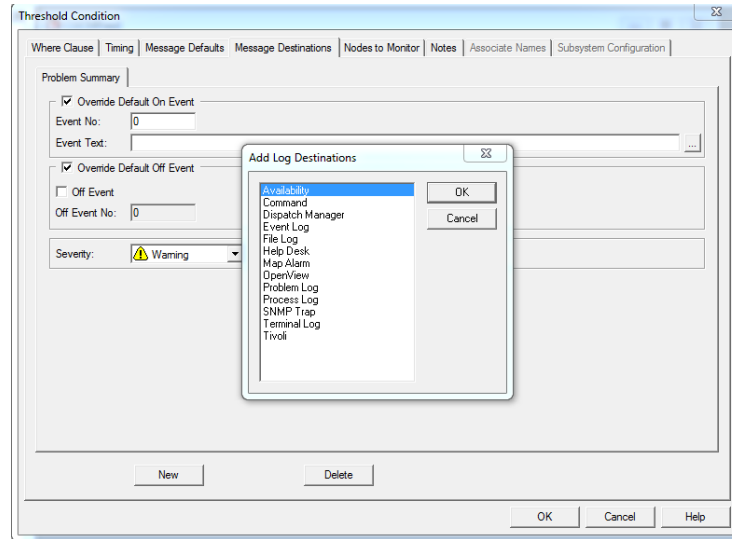 Threshold Condition
Where Clause Timing Message Defaults Message Destinations Nodes to Monitor Notes Associate Names Subsystem Configuration
Problem Summary
Override Default On Event
Event No: 0
Event Text: ...
Override Default Off Event
Off Event
Off Event No: 0
Severity: Warning
Add Log Destinations
Availability
Command
Dispatch Manager
Event Log
File Log
Help Desk
Map Alarm
OpenView
Problem Log
Process Log
SNMP Trap
Terminal Log
Tivoli
OK
Cancel
New Delete
OK Cancel Help